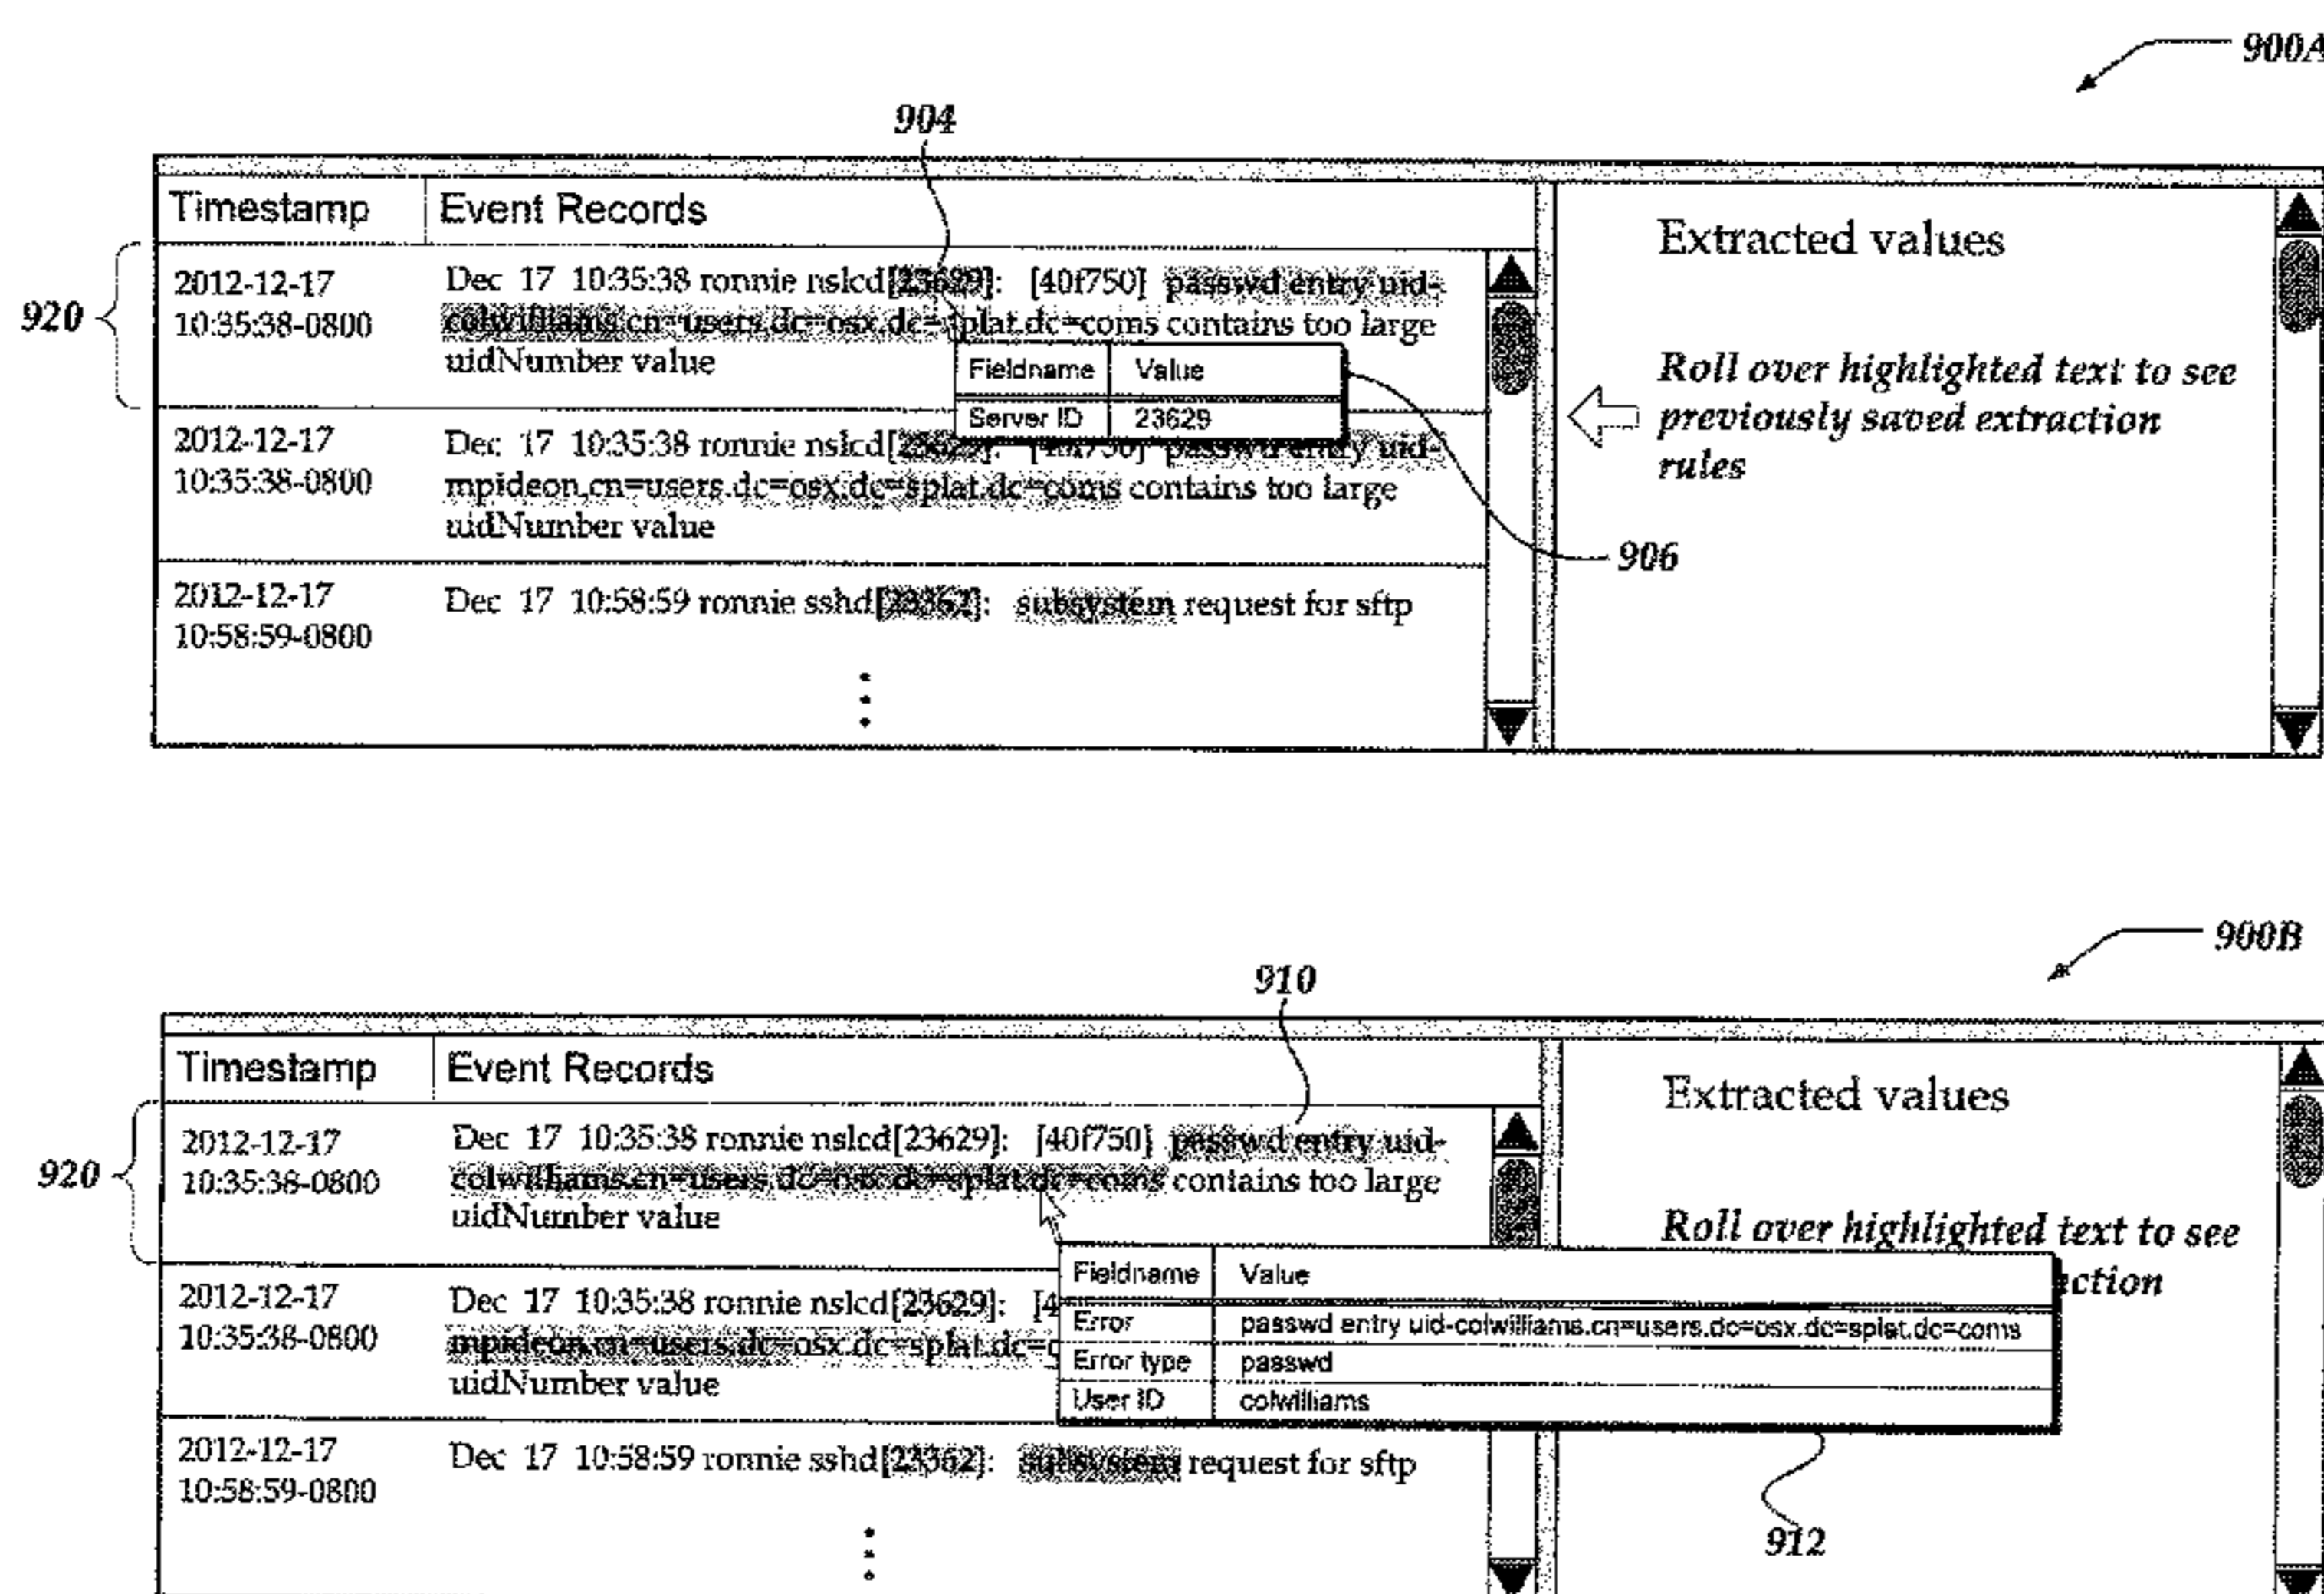 900A
904
Timestamp Event Records
Extracted values
920
2012-12-17
10:35:38-0800
Dec 17 10:35:38 ronnie nslcd[23629]: [40f750] passwd entry uid-
colwilliams.cn=users.dc=osx.dc=splat.dc=coms contains too large
uidNumber value
Fieldname Value
Server ID 23629
Roll over highlighted text to see
previously saved extraction
rules
906
2012-12-17
10:35:38-0800
Dec 17 10:35:38 ronnie nslcd[23629]: [40f750] passwd entry uid-
mpideon,cn=users.dc=osx.dc=splat.dc=coms contains too large
uidNumber value
2012-12-17
10:58:59-0800
Dec 17 10:58:59 ronnie sshd[23362]: subsystem request for sftp
900B
910
Timestamp Event Records
Extracted values
920
2012-12-17
10:35:38-0800
Dec 17 10:35:38 ronnie nslcd[23629]: [40f750] passwd entry uid-
colwilliams.cn=users.dc=osx.dc=splat.dc=coms contains too large
uidNumber value
Roll over highlighted text to see
ction
Fieldname Value
Error passwd entry uid-colwilliams.cn=users.dc=osx.dc=splat.dc=coms
Error type passwd
User ID colwilliams
2012-12-17
10:35:38-0800
Dec 17 10:35:38 ronnie nslcd[23629]: [4
mpideon,cn=users.dc=osx.dc=splat.dc=c
uidNumber value
2012-12-17
10:58:59-0800
Dec 17 10:58:59 ronnie sshd[23362]: subsystem request for sftp
912